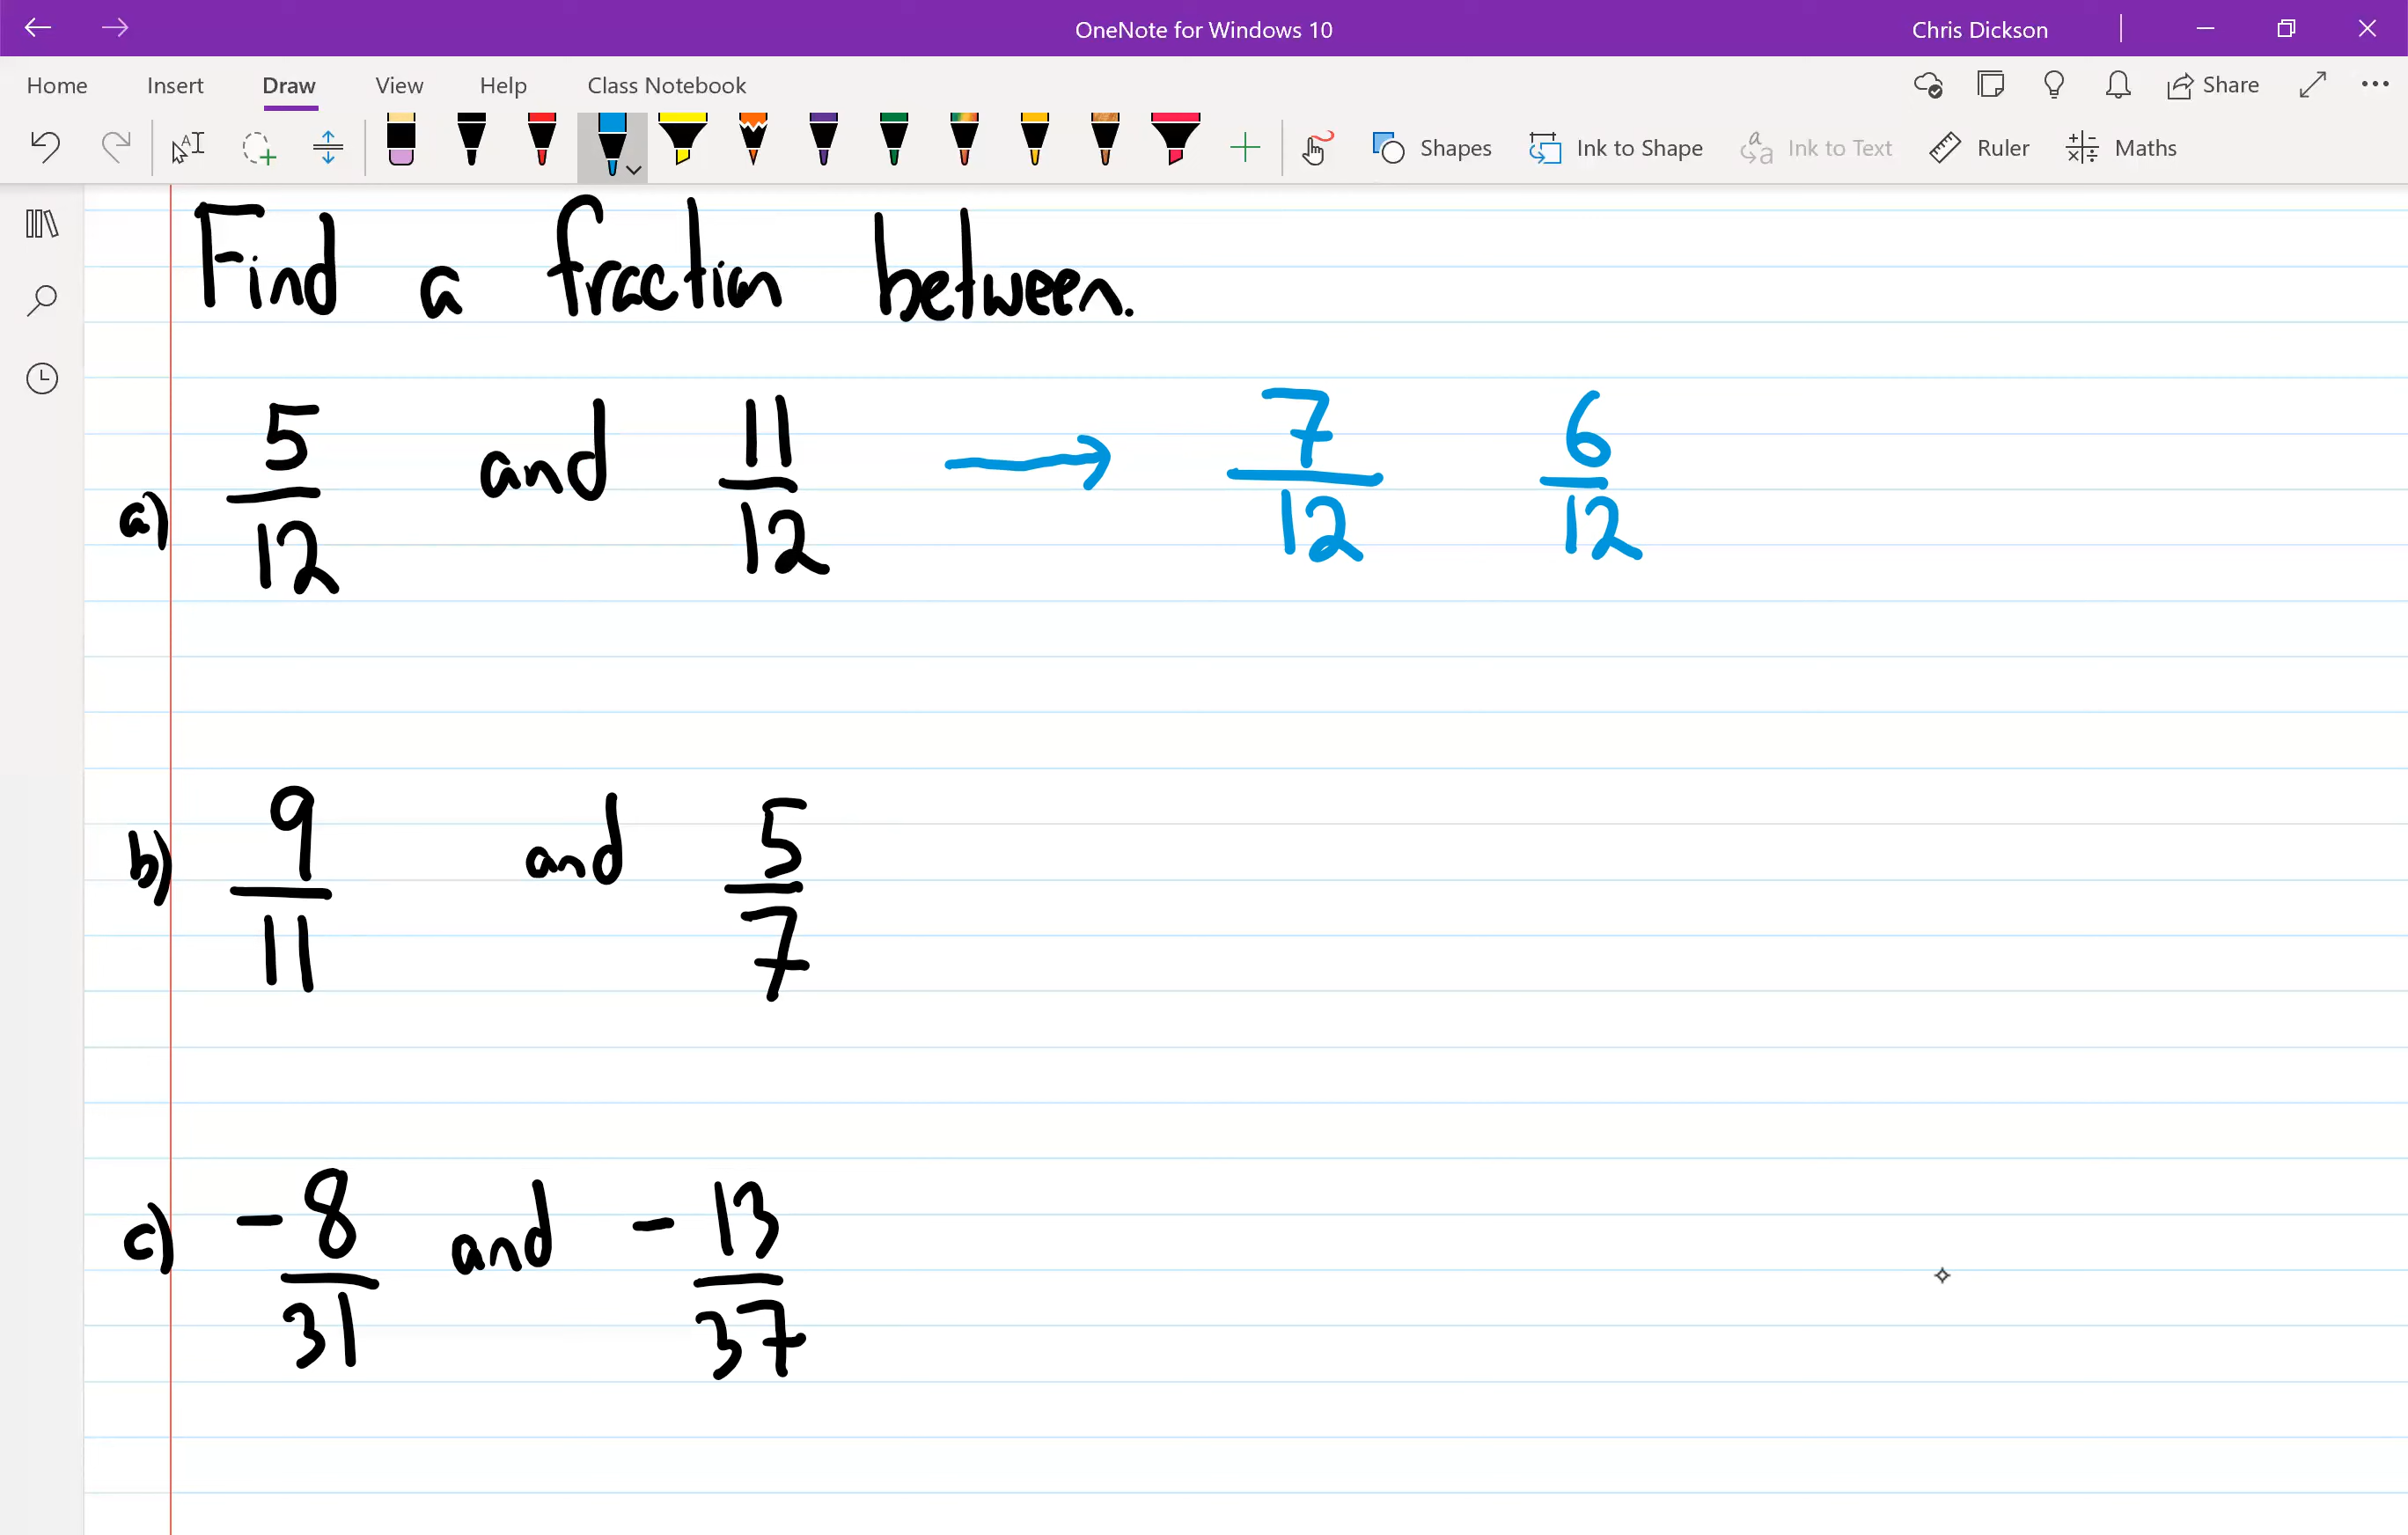 OneNote for Windows 10 Chris Dickson
Home Insert Draw View Help Class Notebook Share
Shapes Ink to Shape Ink to Text Ruler Maths
Find a fraction between.
a) 5/12 and 11/12 → 7/12 6/12
b) 9/11 and 5/7
c) -8/31 and -13/37